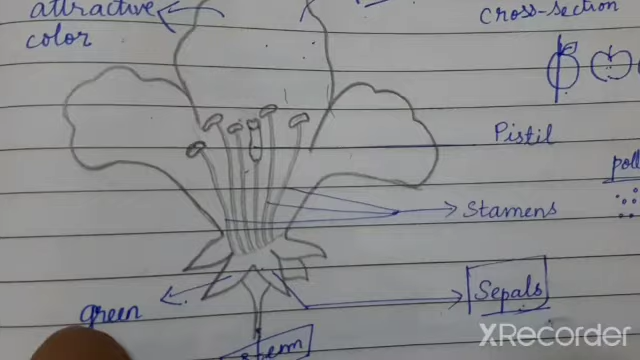 attractive
color
Cross-section
Pistil
poll
Stamens
green
Sepals
stem
XRecorder